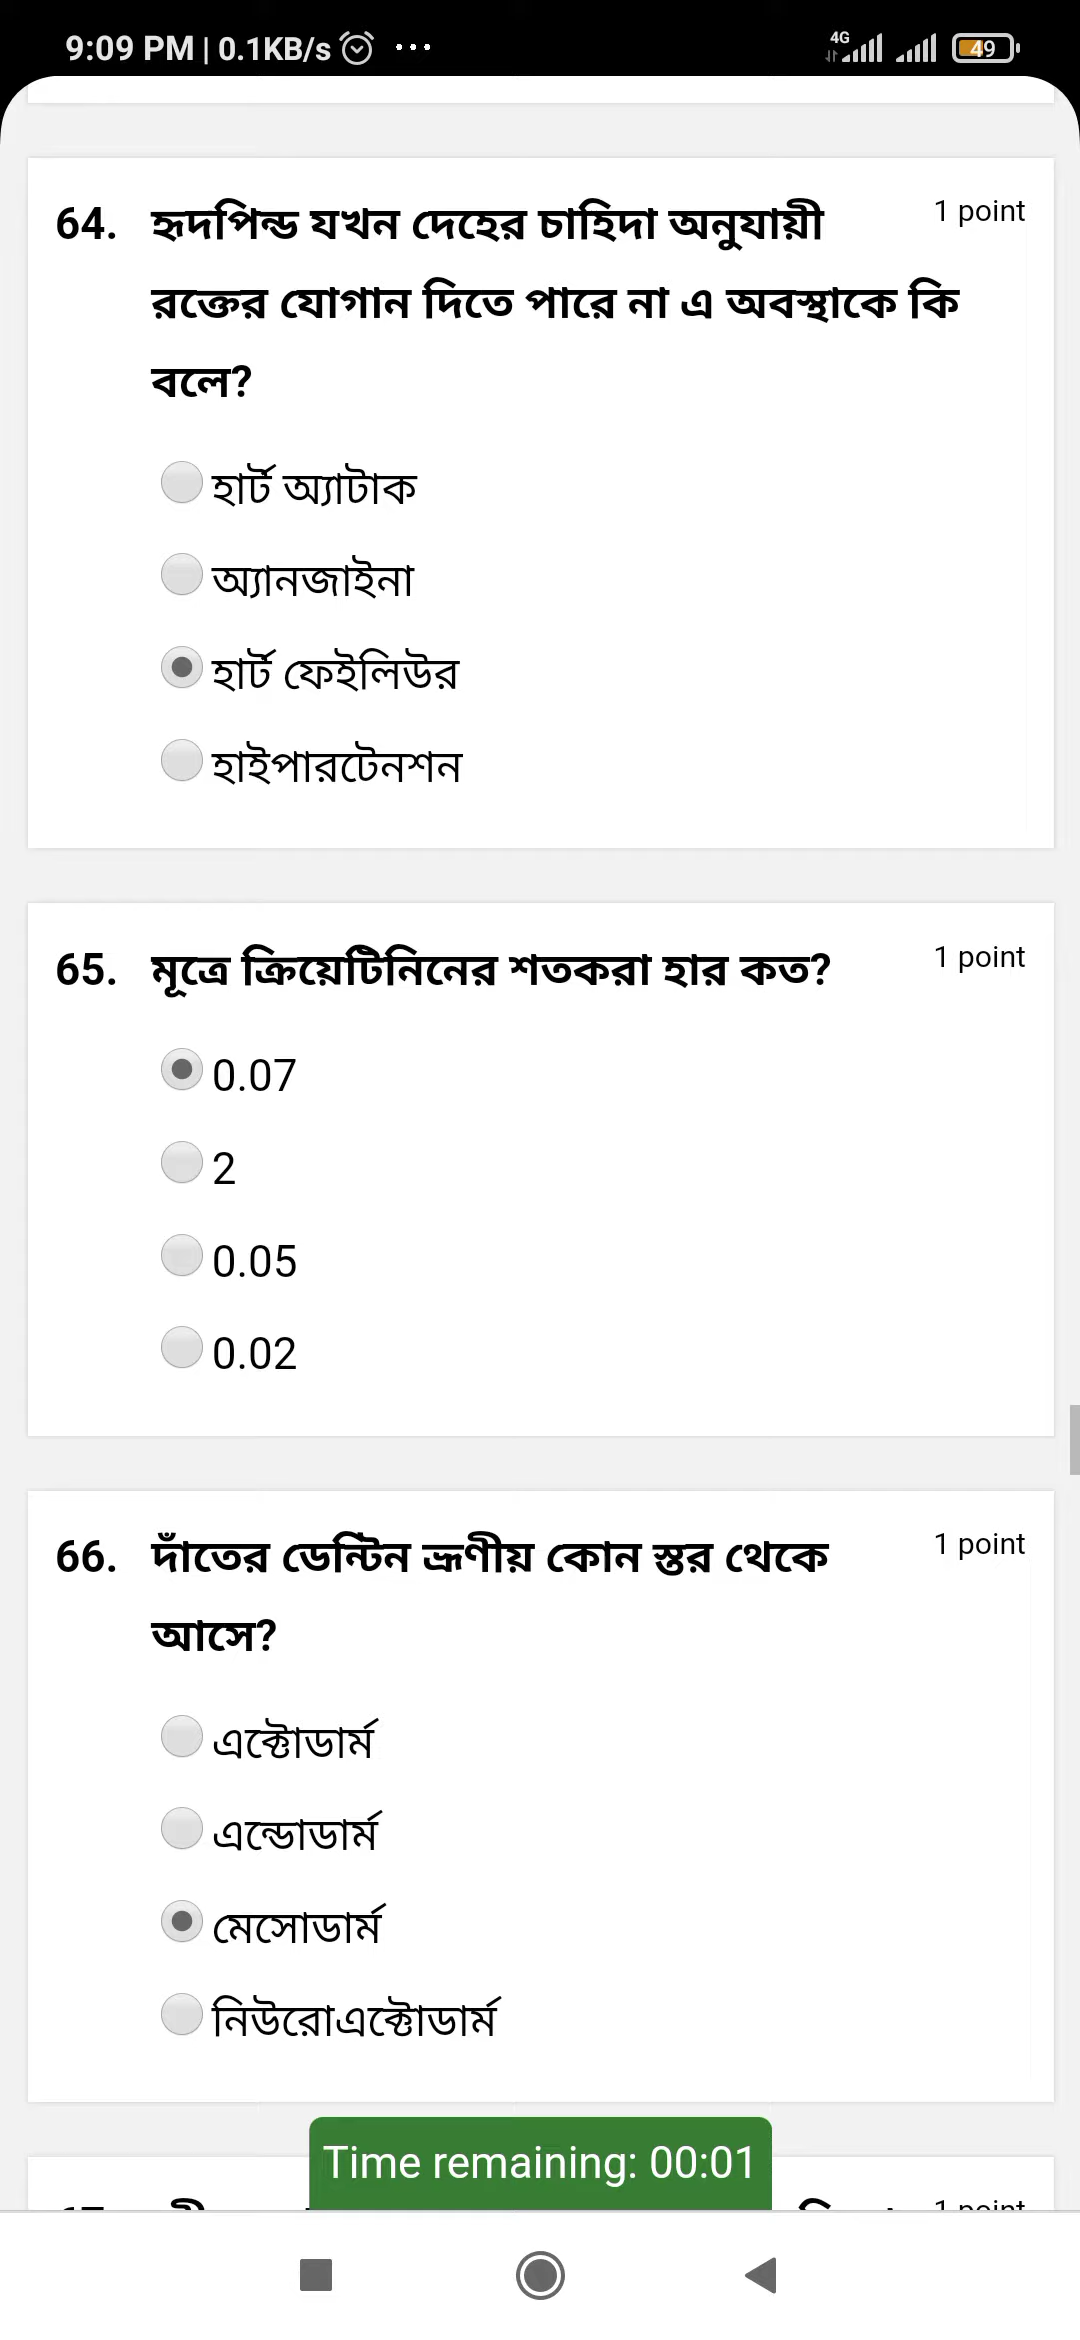 9:09 PM | 0.1KB/s ...
4G
49
64. হৃদপিন্ড যখন দেহের চাহিদা অনুযায়ী 1 point
রক্তের যোগান দিতে পারে না এ অবস্থাকে কি
বলে?
হার্ট অ্যাটাক
অ্যানজাইনা
হার্ট ফেইলিউর
হাইপারটেনশন
65. মূত্রে ক্রিয়েটিনিনের শতকরা হার কত? 1 point
0.07
2
0.05
0.02
66. দাঁতের ডেন্টিন ভ্রূণীয় কোন স্তর থেকে 1 point
আসে?
এক্টোডার্ম
এন্ডোডার্ম
মেসোডার্ম
নিউরোএক্টোডার্ম
Time remaining: 00:01
1 point